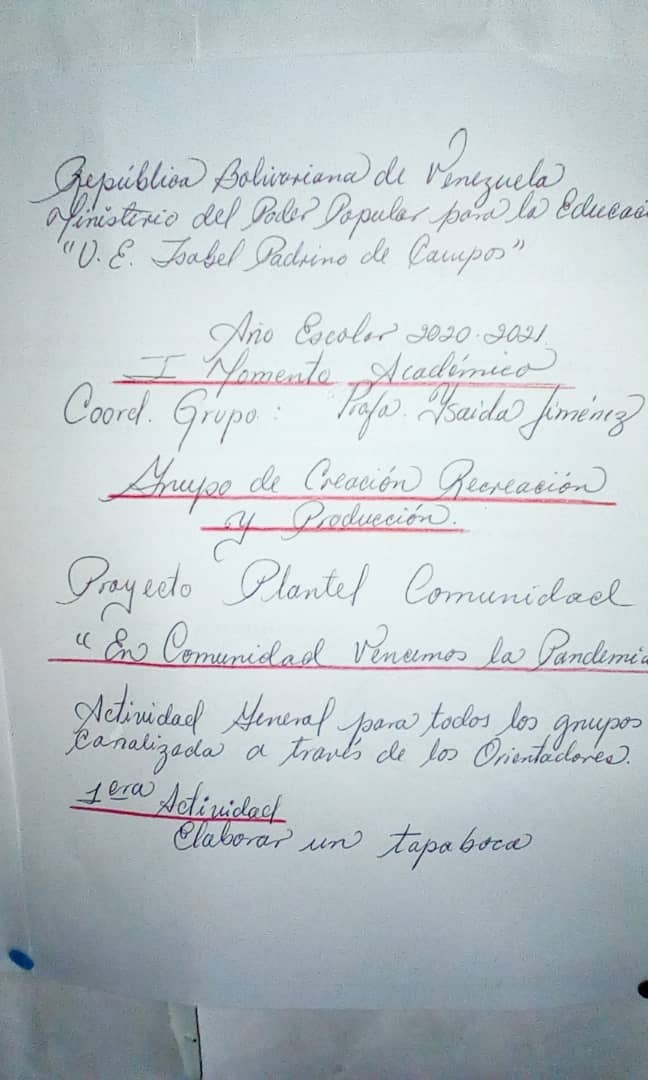 República Bolivariana de Venezuela
Ministerio del Poder Popular para la Educaci
"U.E. Isabel Padrino de Campos"
Año Escolar 2020-2021
I Momento Académico
Coord. Grupo: Profa. Ysaida Jiménez
Grupo de Creación Recreación
y Producción.
Proyecto Plantel Comunidad
"En Comunidad Vencemos la Pandemia
Actividad General para todos los grupos
canalizada a través de los Orientadores.
1era Actividad
Elaborar un tapaboca